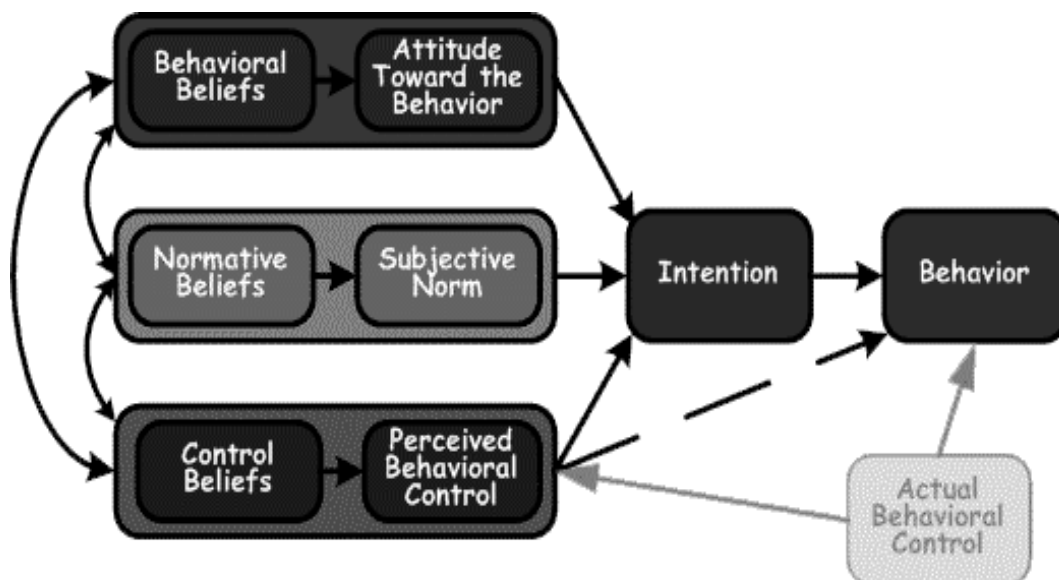 Behavioral
Beliefs
Attitude
Toward the
Behavior
Normative
Beliefs
Subjective
Norm
Intention
Behavior
Control
Beliefs
Perceived
Behavioral
Control
Actual
Behavioral
Control